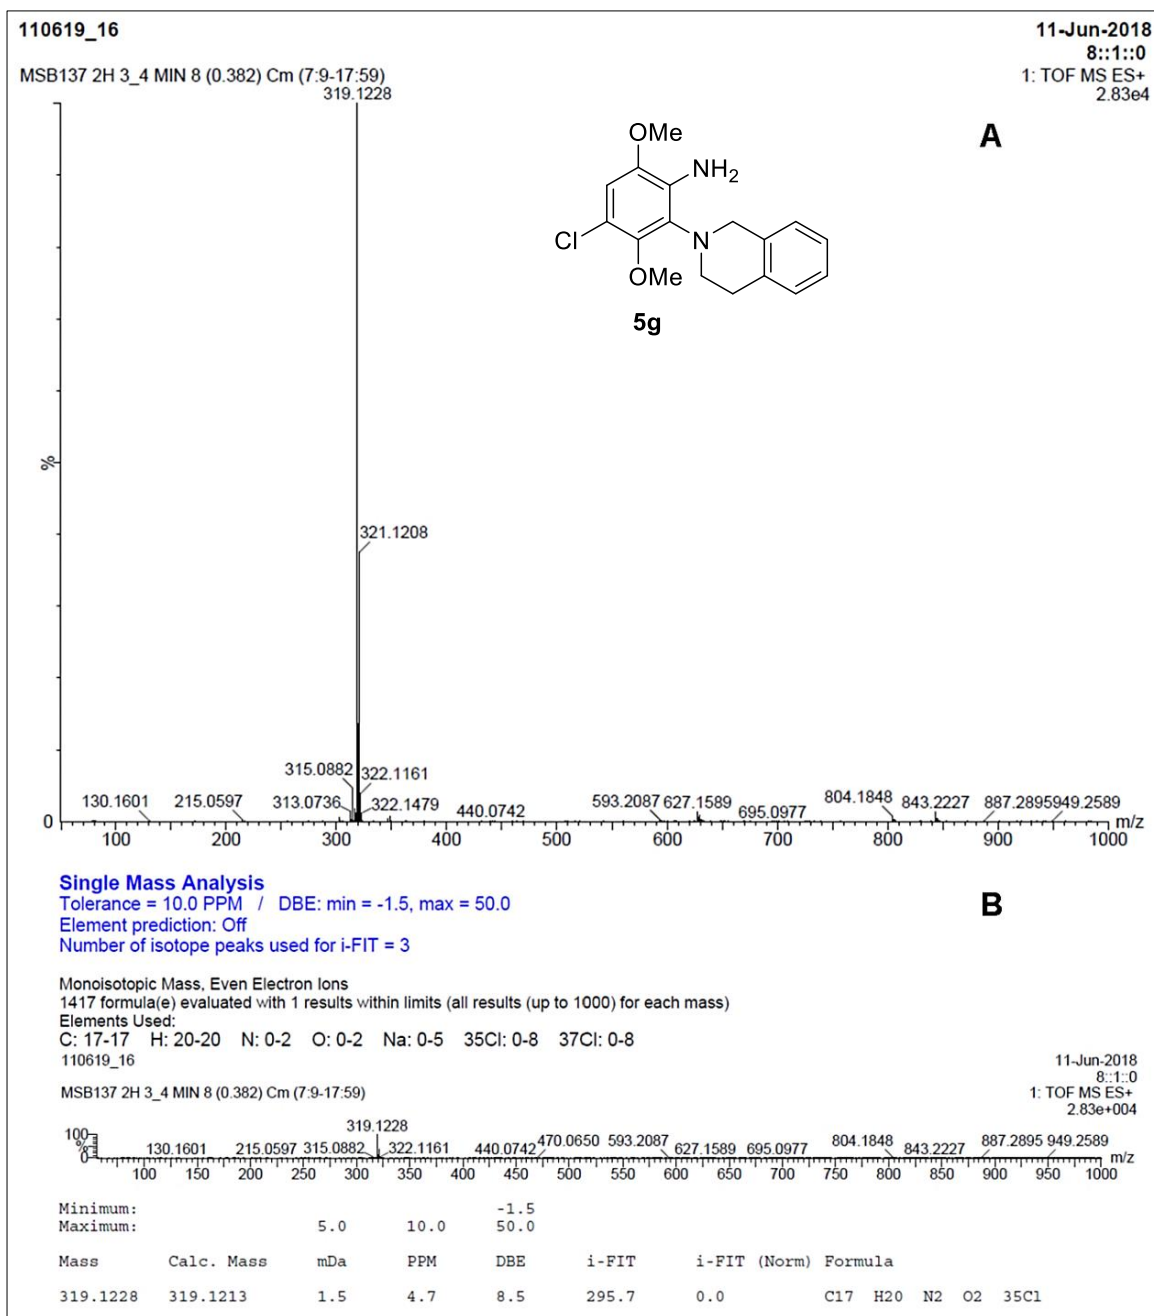 110619_16
11-Jun-2018
8::1::0
MSB137 2H 3_4 MIN 8 (0.382) Cm (7:9-17:59)
1: TOF MS ES+
2.83e4
319.1228
A
OMe
NH2
Cl
N
OMe
5g
%
321.1208
315.0882
322.1161
130.1601
215.0597
313.0736
322.1479
440.0742
593.2087
627.1589
695.0977
804.1848
843.2227
887.2895
949.2589
0
100 200 300 400 500 600 700 800 900 1000
m/z
Single Mass Analysis
B
Tolerance = 10.0 PPM / DBE: min = -1.5, max = 50.0
Element prediction: Off
Number of isotope peaks used for i-FIT = 3
Monoisotopic Mass, Even Electron Ions
1417 formula(e) evaluated with 1 results within limits (all results (up to 1000) for each mass)
Elements Used:
C: 17-17 H: 20-20 N: 0-2 O: 0-2 Na: 0-5 35Cl: 0-8 37Cl: 0-8
110619_16
11-Jun-2018
8::1::0
MSB137 2H 3_4 MIN 8 (0.382) Cm (7:9-17:59)
1: TOF MS ES+
2.83e+004
319.1228
100
%
0
130.1601 215.0597 315.0882 322.1161 440.0742 470.0650 593.2087 627.1589 695.0977 804.1848 843.2227 887.2895 949.2589
m/z
100 150 200 250 300 350 400 450 500 550 600 650 700 750 800 850 900 950 1000
Minimum: -1.5
Maximum: 5.0 10.0 50.0
Mass Calc. Mass mDa PPM DBE i-FIT i-FIT (Norm) Formula
319.1228 319.1213 1.5 4.7 8.5 295.7 0.0 C17 H20 N2 O2 35Cl